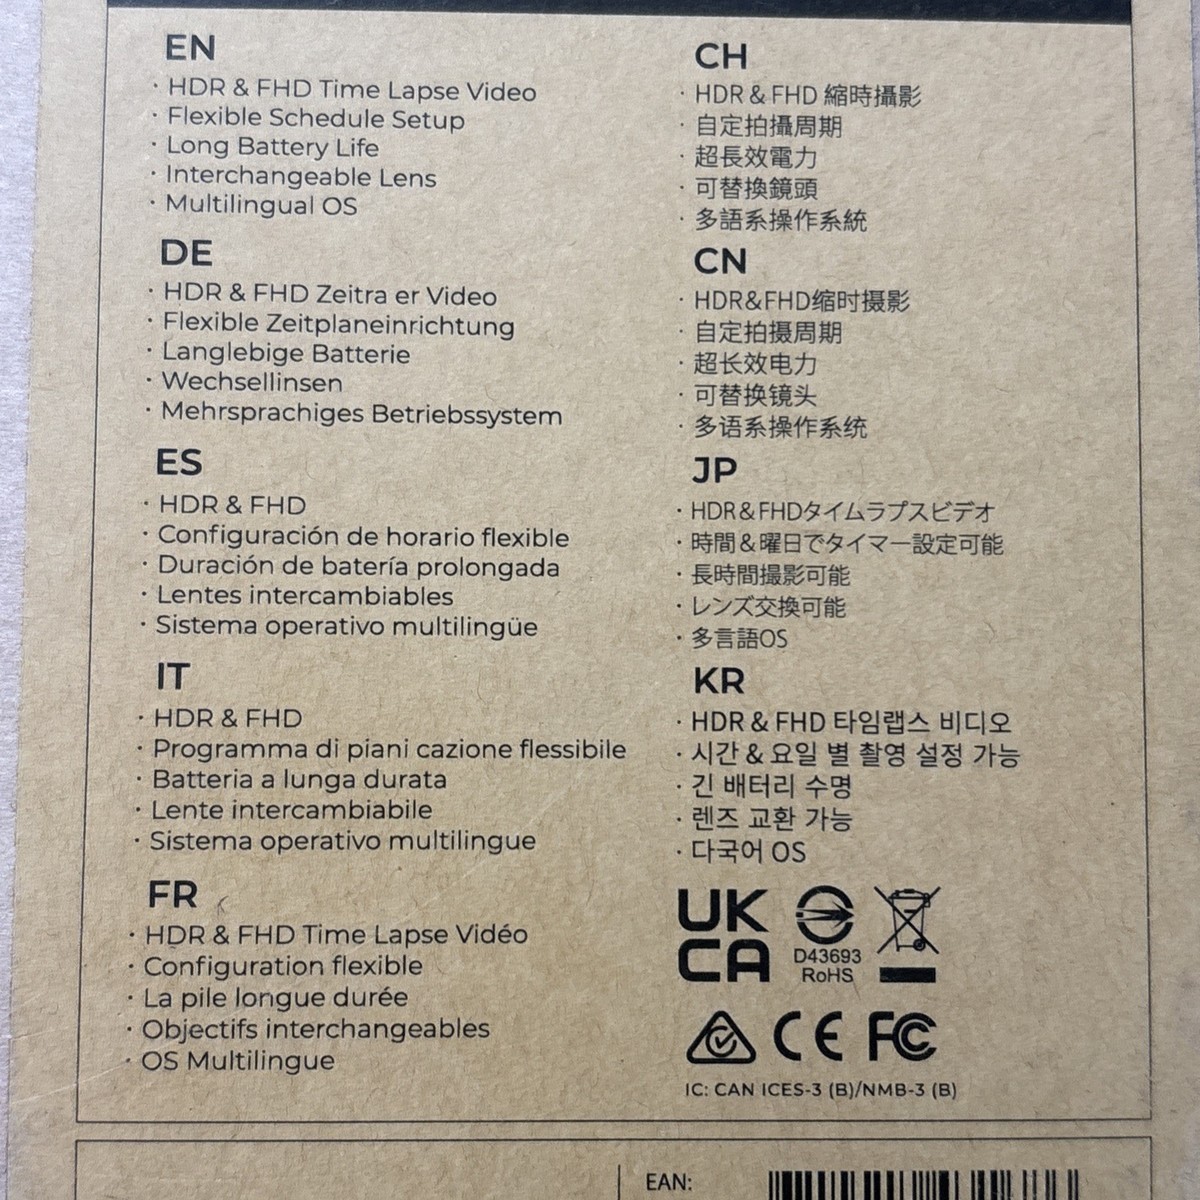 EN
· HDR & FHD Time Lapse Video
· Flexible Schedule Setup
· Long Battery Life
· Interchangeable Lens
· Multilingual OS
DE
· HDR & FHD Zeitra er Video
· Flexible Zeitplaneinrichtung
· Langlebige Batterie
· Wechsellinsen
· Mehrsprachiges Betriebssystem
ES
· HDR & FHD
· Configuración de horario flexible
· Duración de batería prolongada
· Lentes intercambiables
· Sistema operativo multilingüe
IT
· HDR & FHD
· Programma di piani cazione flessibile
· Batteria a lunga durata
· Lente intercambiabile
· Sistema operativo multilingue
FR
· HDR & FHD Time Lapse Vidéo
· Configuration flexible
· La pile longue durée
· Objectifs interchangeables
· OS Multilingue
CH
· HDR & FHD 縮時攝影
· 自定拍攝周期
· 超長效電力
· 可替換鏡頭
· 多語系操作系統
CN
· HDR&FHD缩时摄影
· 自定拍摄周期
· 超长效电力
· 可替换镜头
· 多语系操作系统
JP
· HDR&FHDタイムラプスビデオ
· 時間&曜日でタイマー設定可能
· 長時間撮影可能
· レンズ交換可能
· 多言語OS
KR
· HDR & FHD 타임랩스 비디오
· 시간 & 요일 별 촬영 설정 가능
· 긴 배터리 수명
· 렌즈 교환 가능
· 다국어 OS
UK
CA
D43693
RoHS
CE FC
IC: CAN ICES-3 (B)/NMB-3 (B)
EAN: